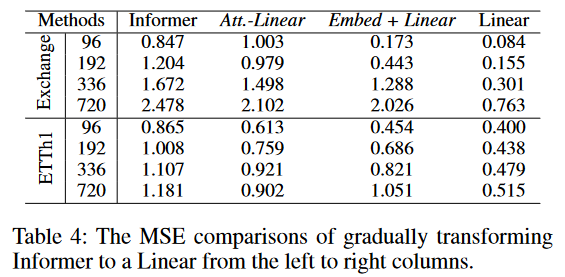 Methods Informer Att.-Linear Embed + Linear Linear
Exchange
96 0.847 1.003 0.173 0.084
192 1.204 0.979 0.443 0.155
336 1.672 1.498 1.288 0.301
720 2.478 2.102 2.026 0.763
ETTh1
96 0.865 0.613 0.454 0.400
192 1.008 0.759 0.686 0.438
336 1.107 0.921 0.821 0.479
720 1.181 0.902 1.051 0.515
Table 4: The MSE comparisons of gradually transforming
Informer to a Linear from the left to right columns.